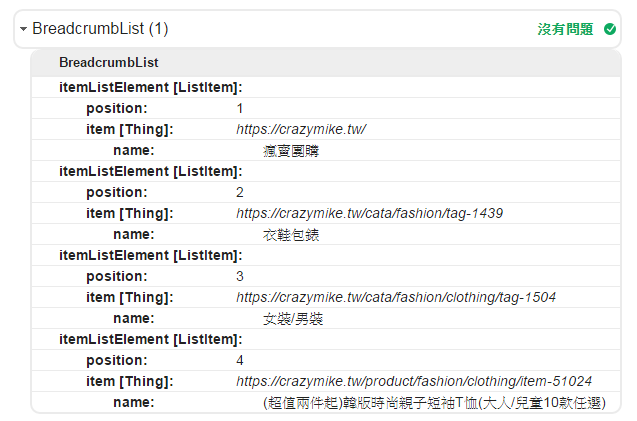 BreadcrumbList (1) 沒有問題
BreadcrumbList
itemListElement [ListItem]:
position: 1
item [Thing]: https://crazymike.tw/
name: 瘋蜜團購
itemListElement [ListItem]:
position: 2
item [Thing]: https://crazymike.tw/cata/fashion/tag-1439
name: 衣鞋包錶
itemListElement [ListItem]:
position: 3
item [Thing]: https://crazymike.tw/cata/fashion/clothing/tag-1504
name: 女裝/男裝
itemListElement [ListItem]:
position: 4
item [Thing]: https://crazymike.tw/product/fashion/clothing/item-51024
name: (超值兩件起)韓版時尚親子短袖T恤(大人/兒童10款任選)